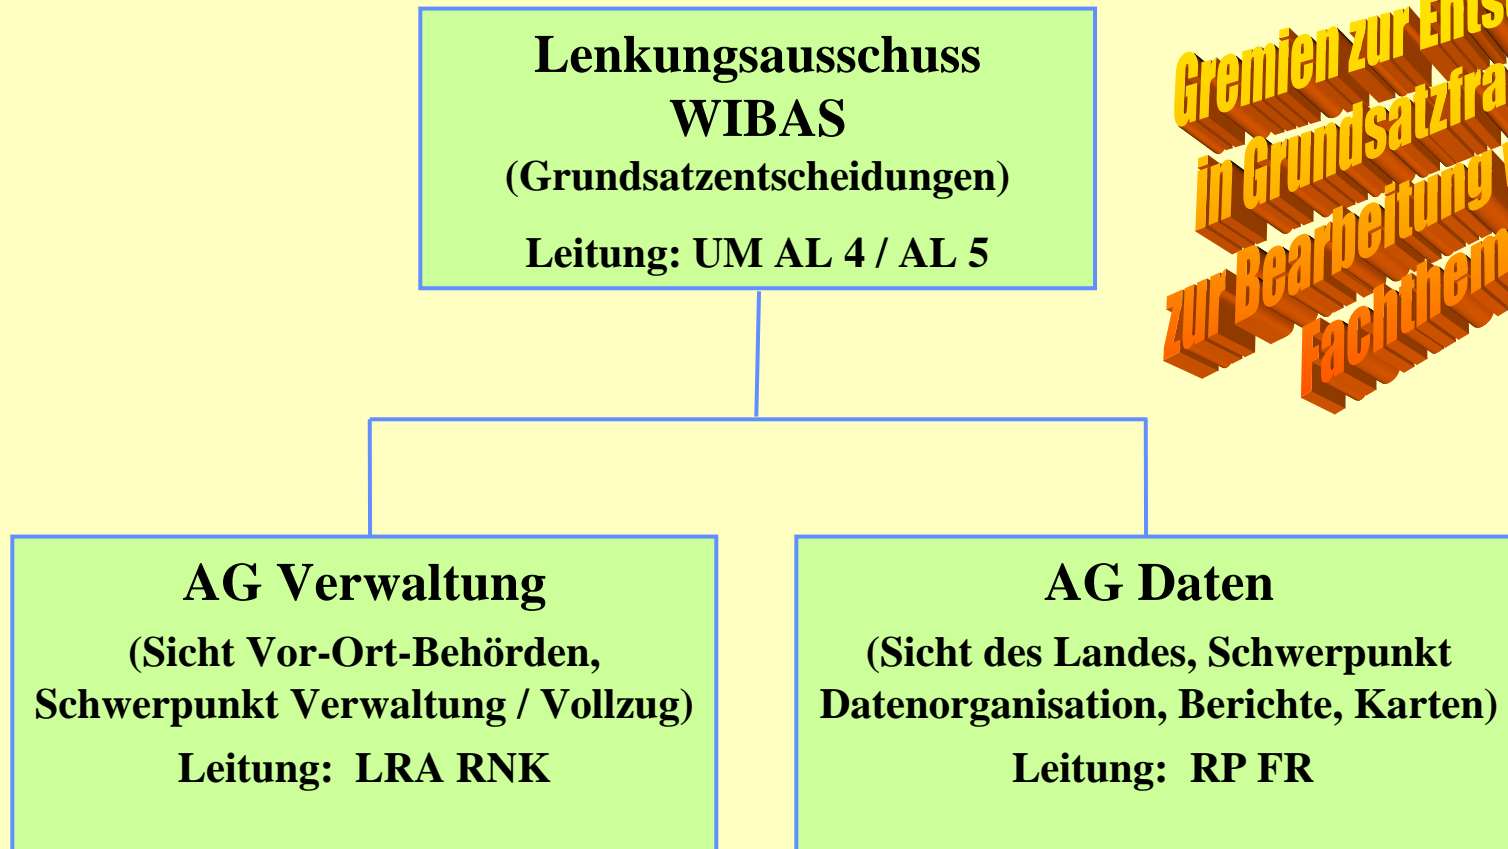 Lenkungsausschuss
WIBAS
(Grundsatzentscheidungen)
Leitung: UM AL 4 / AL 5
Gremien zur
in
zur Bearbeitung
AG Verwaltung
(Sicht Vor-Ort-Behörden,
Schwerpunkt Verwaltung / Vollzug)
Leitung: LRA RNK
AG Daten
(Sicht des Landes, Schwerpunkt
Datenorganisation, Berichte, Karten)
Leitung: RP FR